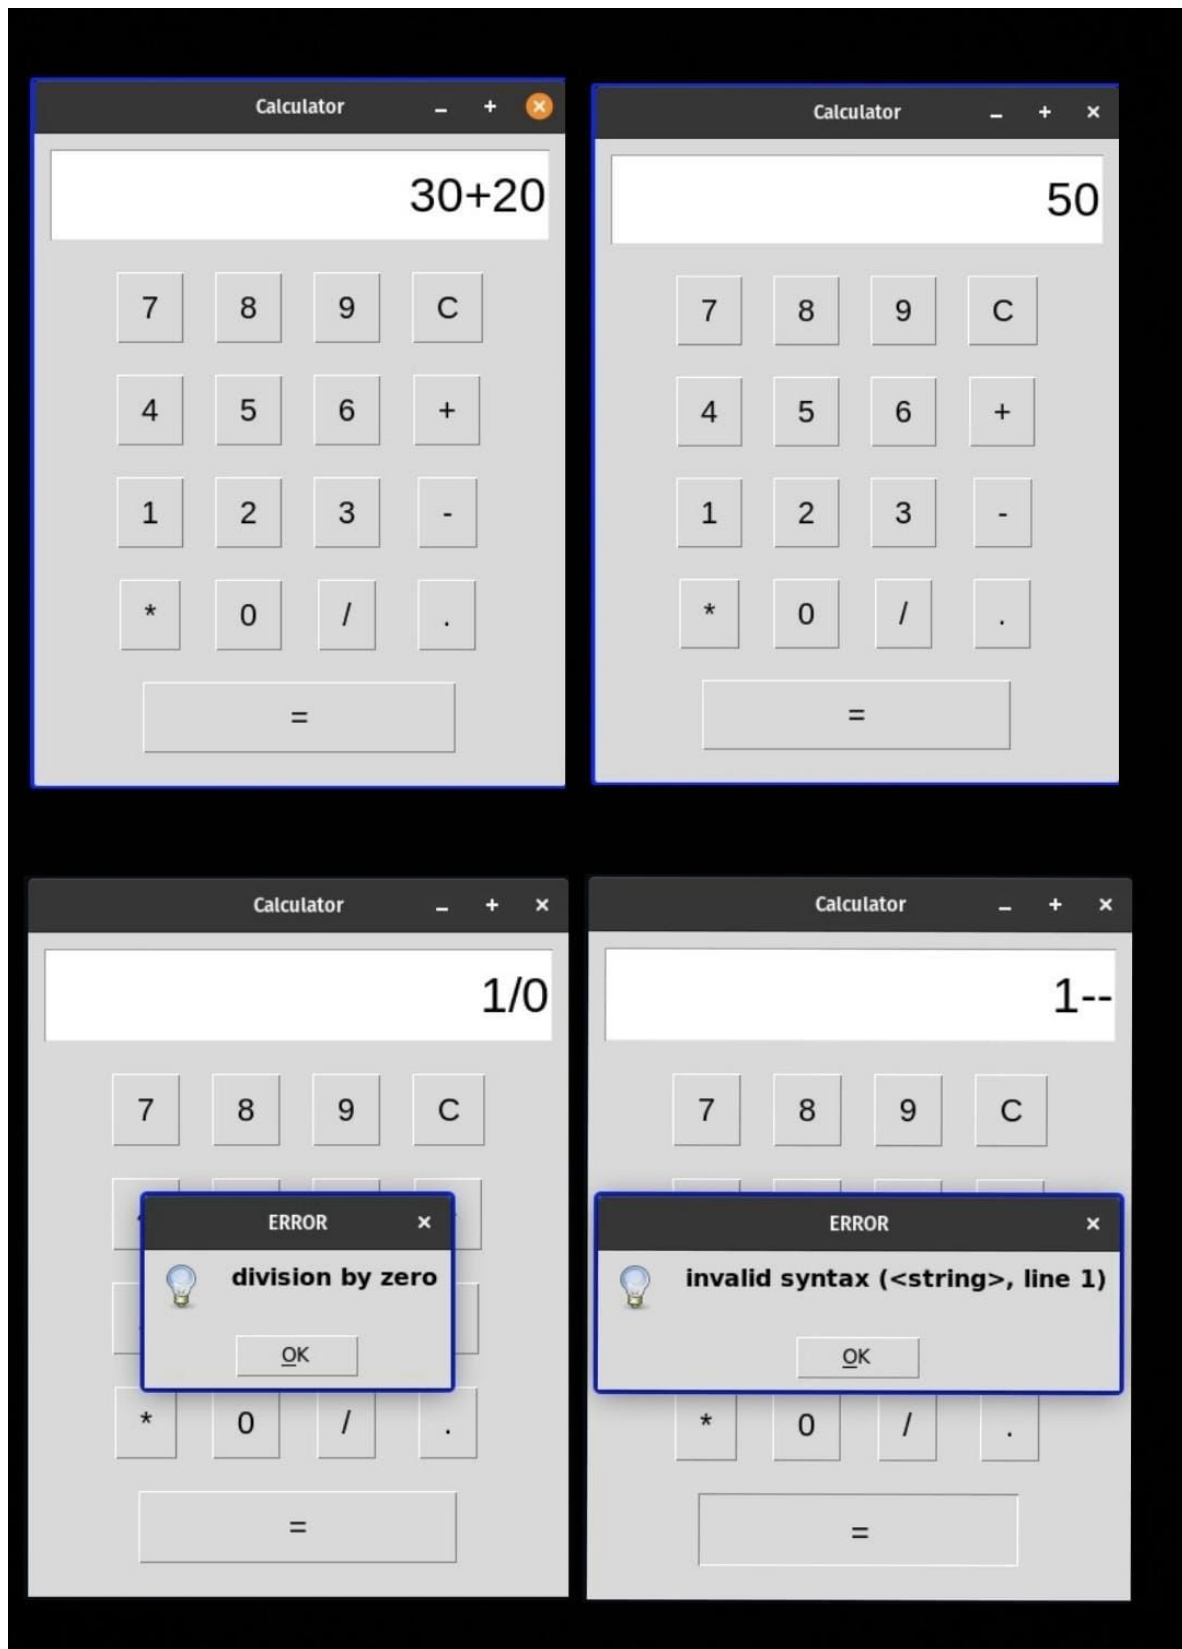 Calculator
30+20
7 8 9 C
4 5 6 +
1 2 3 -
* 0 / .
=
Calculator
50
7 8 9 C
4 5 6 +
1 2 3 -
* 0 / .
=
Calculator
1/0
7 8 9 C
ERROR
division by zero
OK
* 0 / .
=
Calculator
1--
7 8 9 C
ERROR
invalid syntax (<string>, line 1)
OK
* 0 / .
=